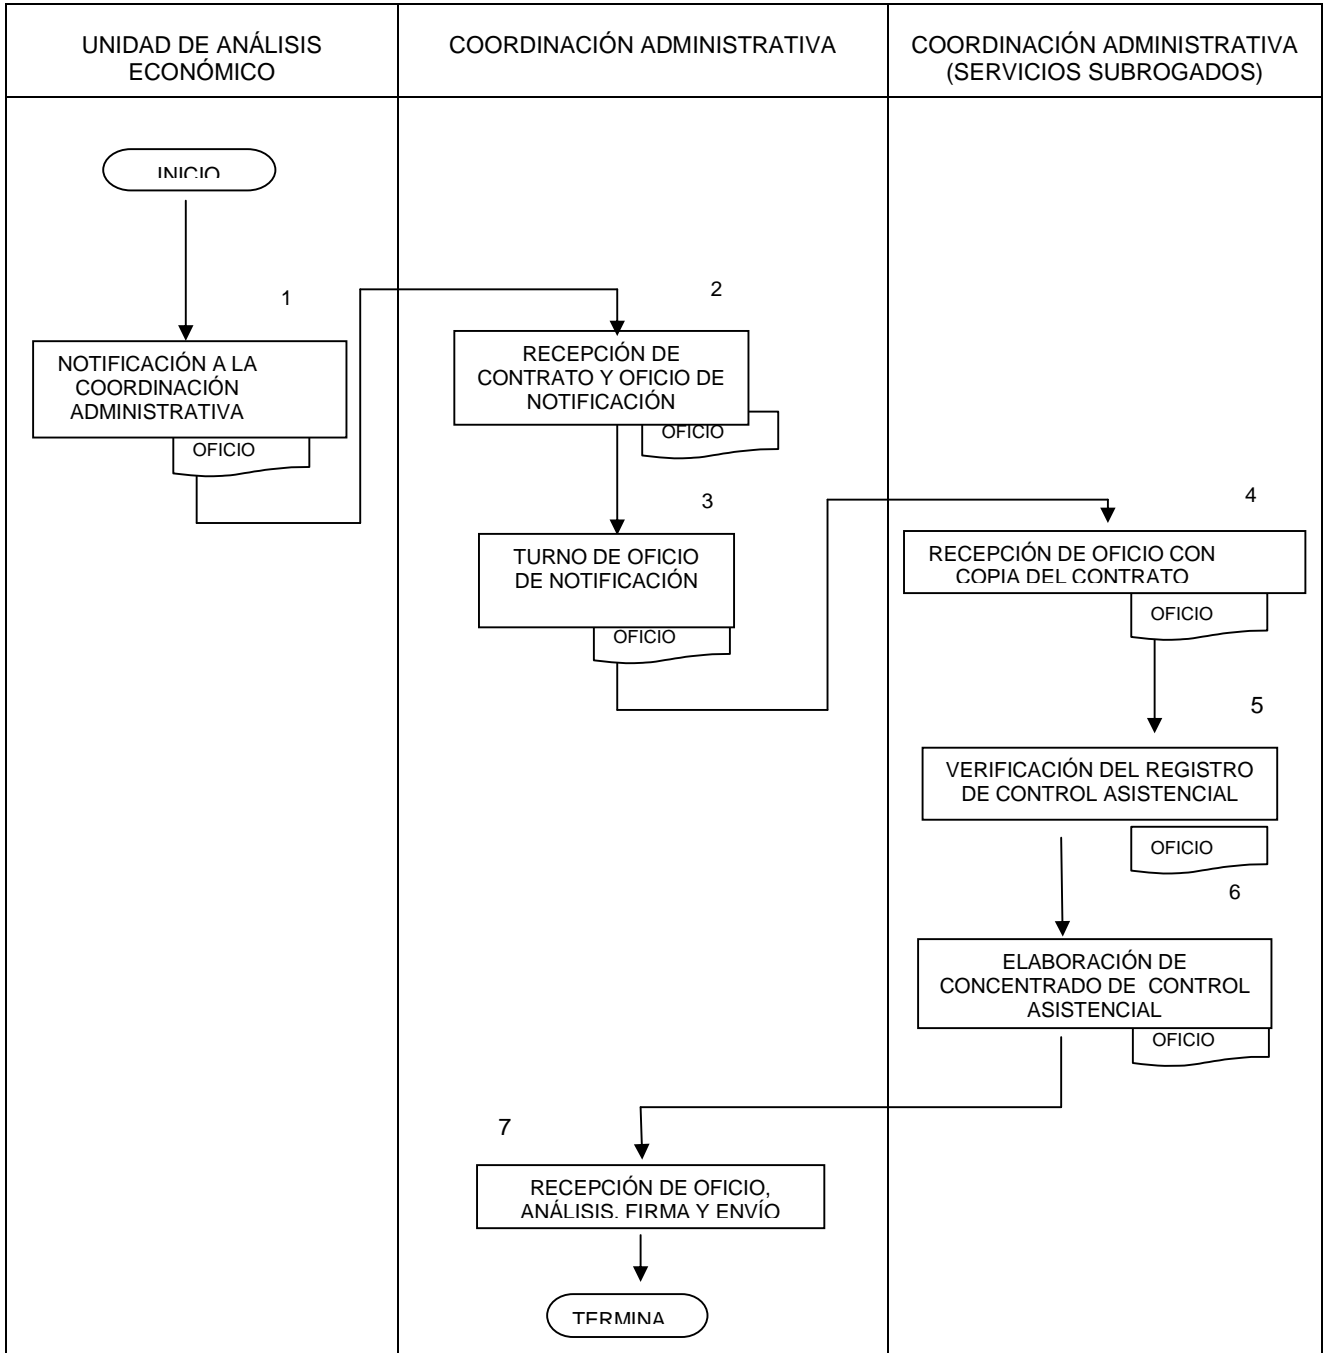 UNIDAD DE ANÁLISIS
ECONÓMICO
COORDINACIÓN ADMINISTRATIVA
COORDINACIÓN ADMINISTRATIVA
(SERVICIOS SUBROGADOS)
INICIO
1
NOTIFICACIÓN A LA
COORDINACIÓN
ADMINISTRATIVA
OFICIO
2
RECEPCIÓN DE
CONTRATO Y OFICIO DE
NOTIFICACIÓN
OFICIO
3
TURNO DE OFICIO
DE NOTIFICACIÓN
OFICIO
4
RECEPCIÓN DE OFICIO CON
COPIA DEL CONTRATO
OFICIO
5
VERIFICACIÓN DEL REGISTRO
DE CONTROL ASISTENCIAL
OFICIO
6
ELABORACIÓN DE
CONCENTRADO DE CONTROL
ASISTENCIAL
OFICIO
7
RECEPCIÓN DE OFICIO,
ANÁLISIS, FIRMA Y ENVÍO
TERMINA